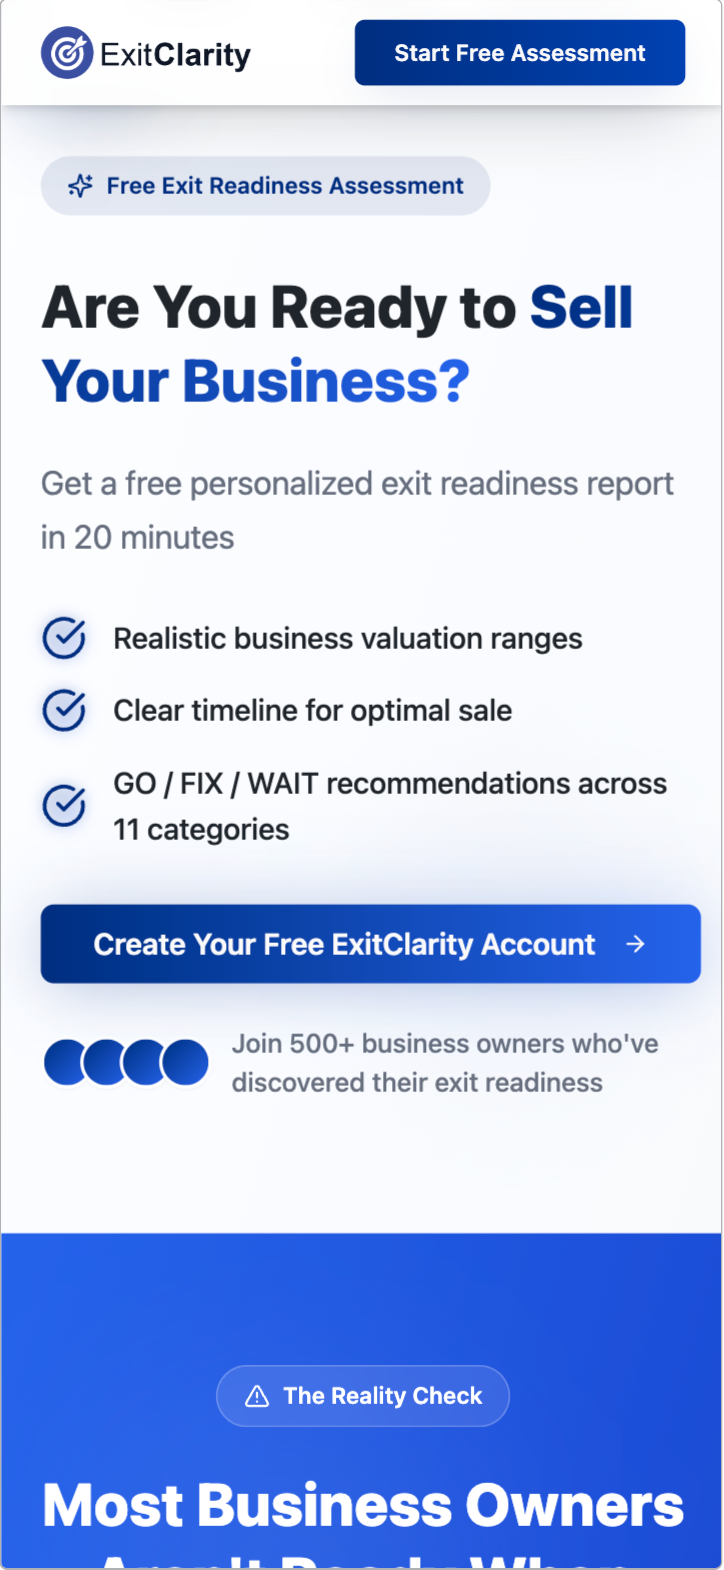 ExitClarity
Start Free Assessment
Free Exit Readiness Assessment
Are You Ready to Sell
Your Business?
Get a free personalized exit readiness report
in 20 minutes
Realistic business valuation ranges
Clear timeline for optimal sale
GO / FIX / WAIT recommendations across
11 categories
Create Your Free ExitClarity Account
Join 500+ business owners who've
discovered their exit readiness
The Reality Check
Most Business Owners
Aren't Ready When